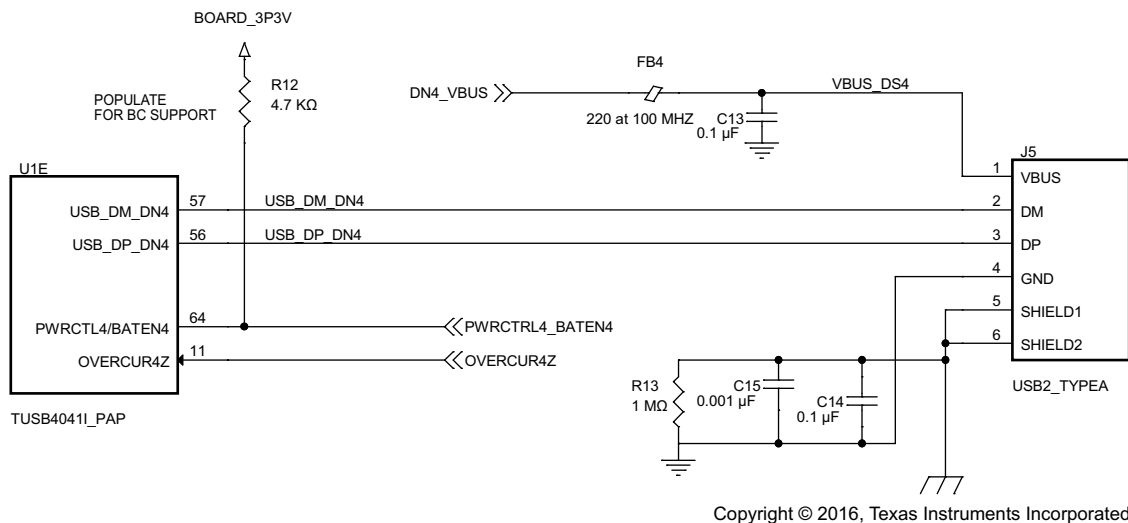 BOARD_3P3V
R12
4.7 KΩ
POPULATE
FOR BC SUPPORT
FB4
DN4_VBUS
220 at 100 MHZ
VBUS_DS4
C13
0.1 µF
J5
U1E
1
VBUS
USB_DM_DN4
57
USB_DM_DN4
2
DM
USB_DP_DN4
56
USB_DP_DN4
3
DP
4
GND
5
SHIELD1
6
SHIELD2
PWRCTL4/BATEN4
64
PWRCTRL4_BATEN4
OVERCUR4Z
11
OVERCUR4Z
R13
1 MΩ
C15
0.001 µF
C14
0.1 µF
USB2_TYPEA
TUSB4041I_PAP
Copyright © 2016, Texas Instruments Incorporated